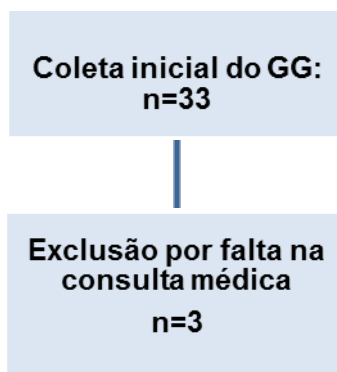 Coleta inicial do GG:
n=33
Exclusão por falta na
consulta médica
n=3